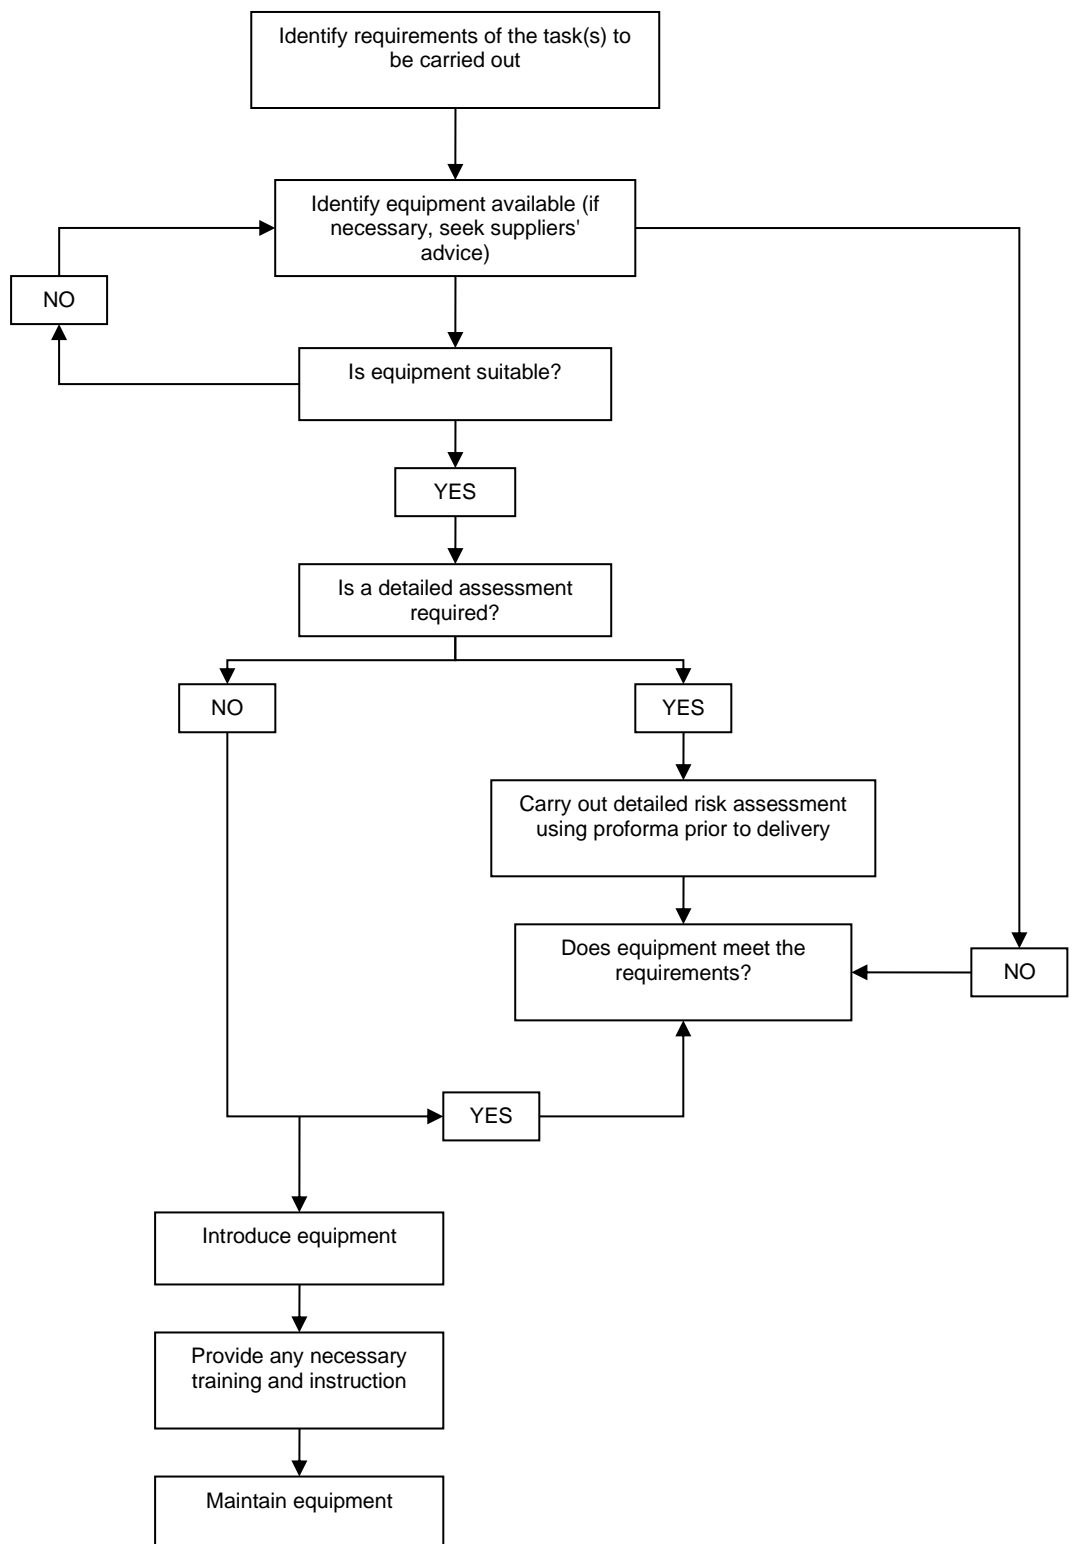 Identify requirements of the task(s) to
be carried out
Identify equipment available (if
necessary, seek suppliers'
advice)
NO
Is equipment suitable?
YES
Is a detailed assessment
required?
NO
YES
Carry out detailed risk assessment
using proforma prior to delivery
Does equipment meet the
requirements?
NO
YES
Introduce equipment
Provide any necessary
training and instruction
Maintain equipment